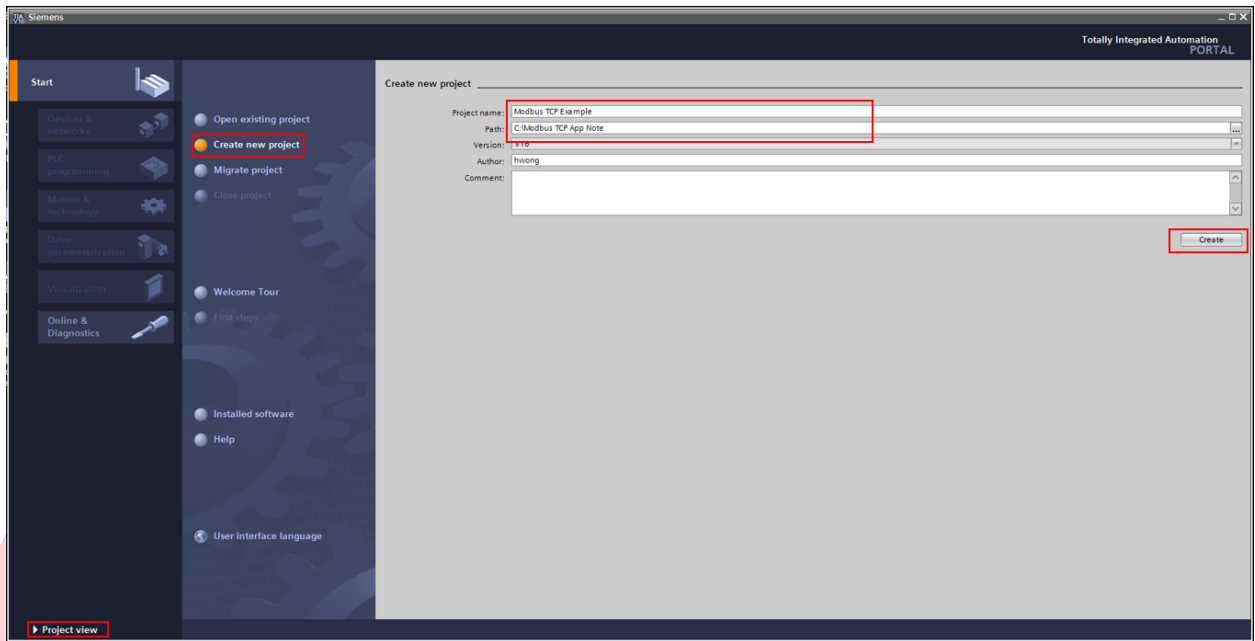 Siemens
Totally Integrated Automation
PORTAL
Start
Devices &
networks
PLC
programming
Motion &
technology
Drive
parameterization
Visualization
Online &
Diagnostics
Open existing project
Create new project
Migrate project
Close project
Welcome Tour
First steps
Installed software
Help
User interface language
Create new project
Project name: Modbus TCP Example
Path: C:\Modbus TCP App Note
...
Version: V16
Author: hwong
Comment:
Create
Project view